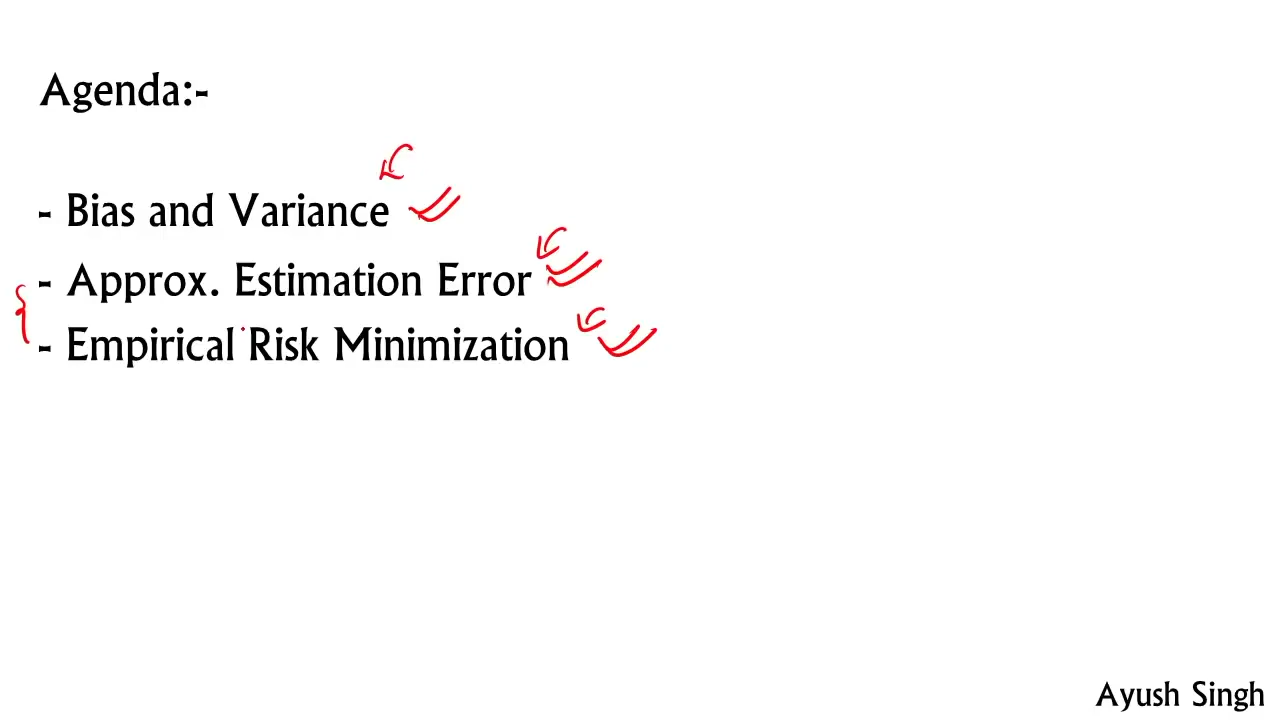 Agenda:-
- Bias and Variance
- Approx. Estimation Error
- Empirical Risk Minimization
Ayush Singh